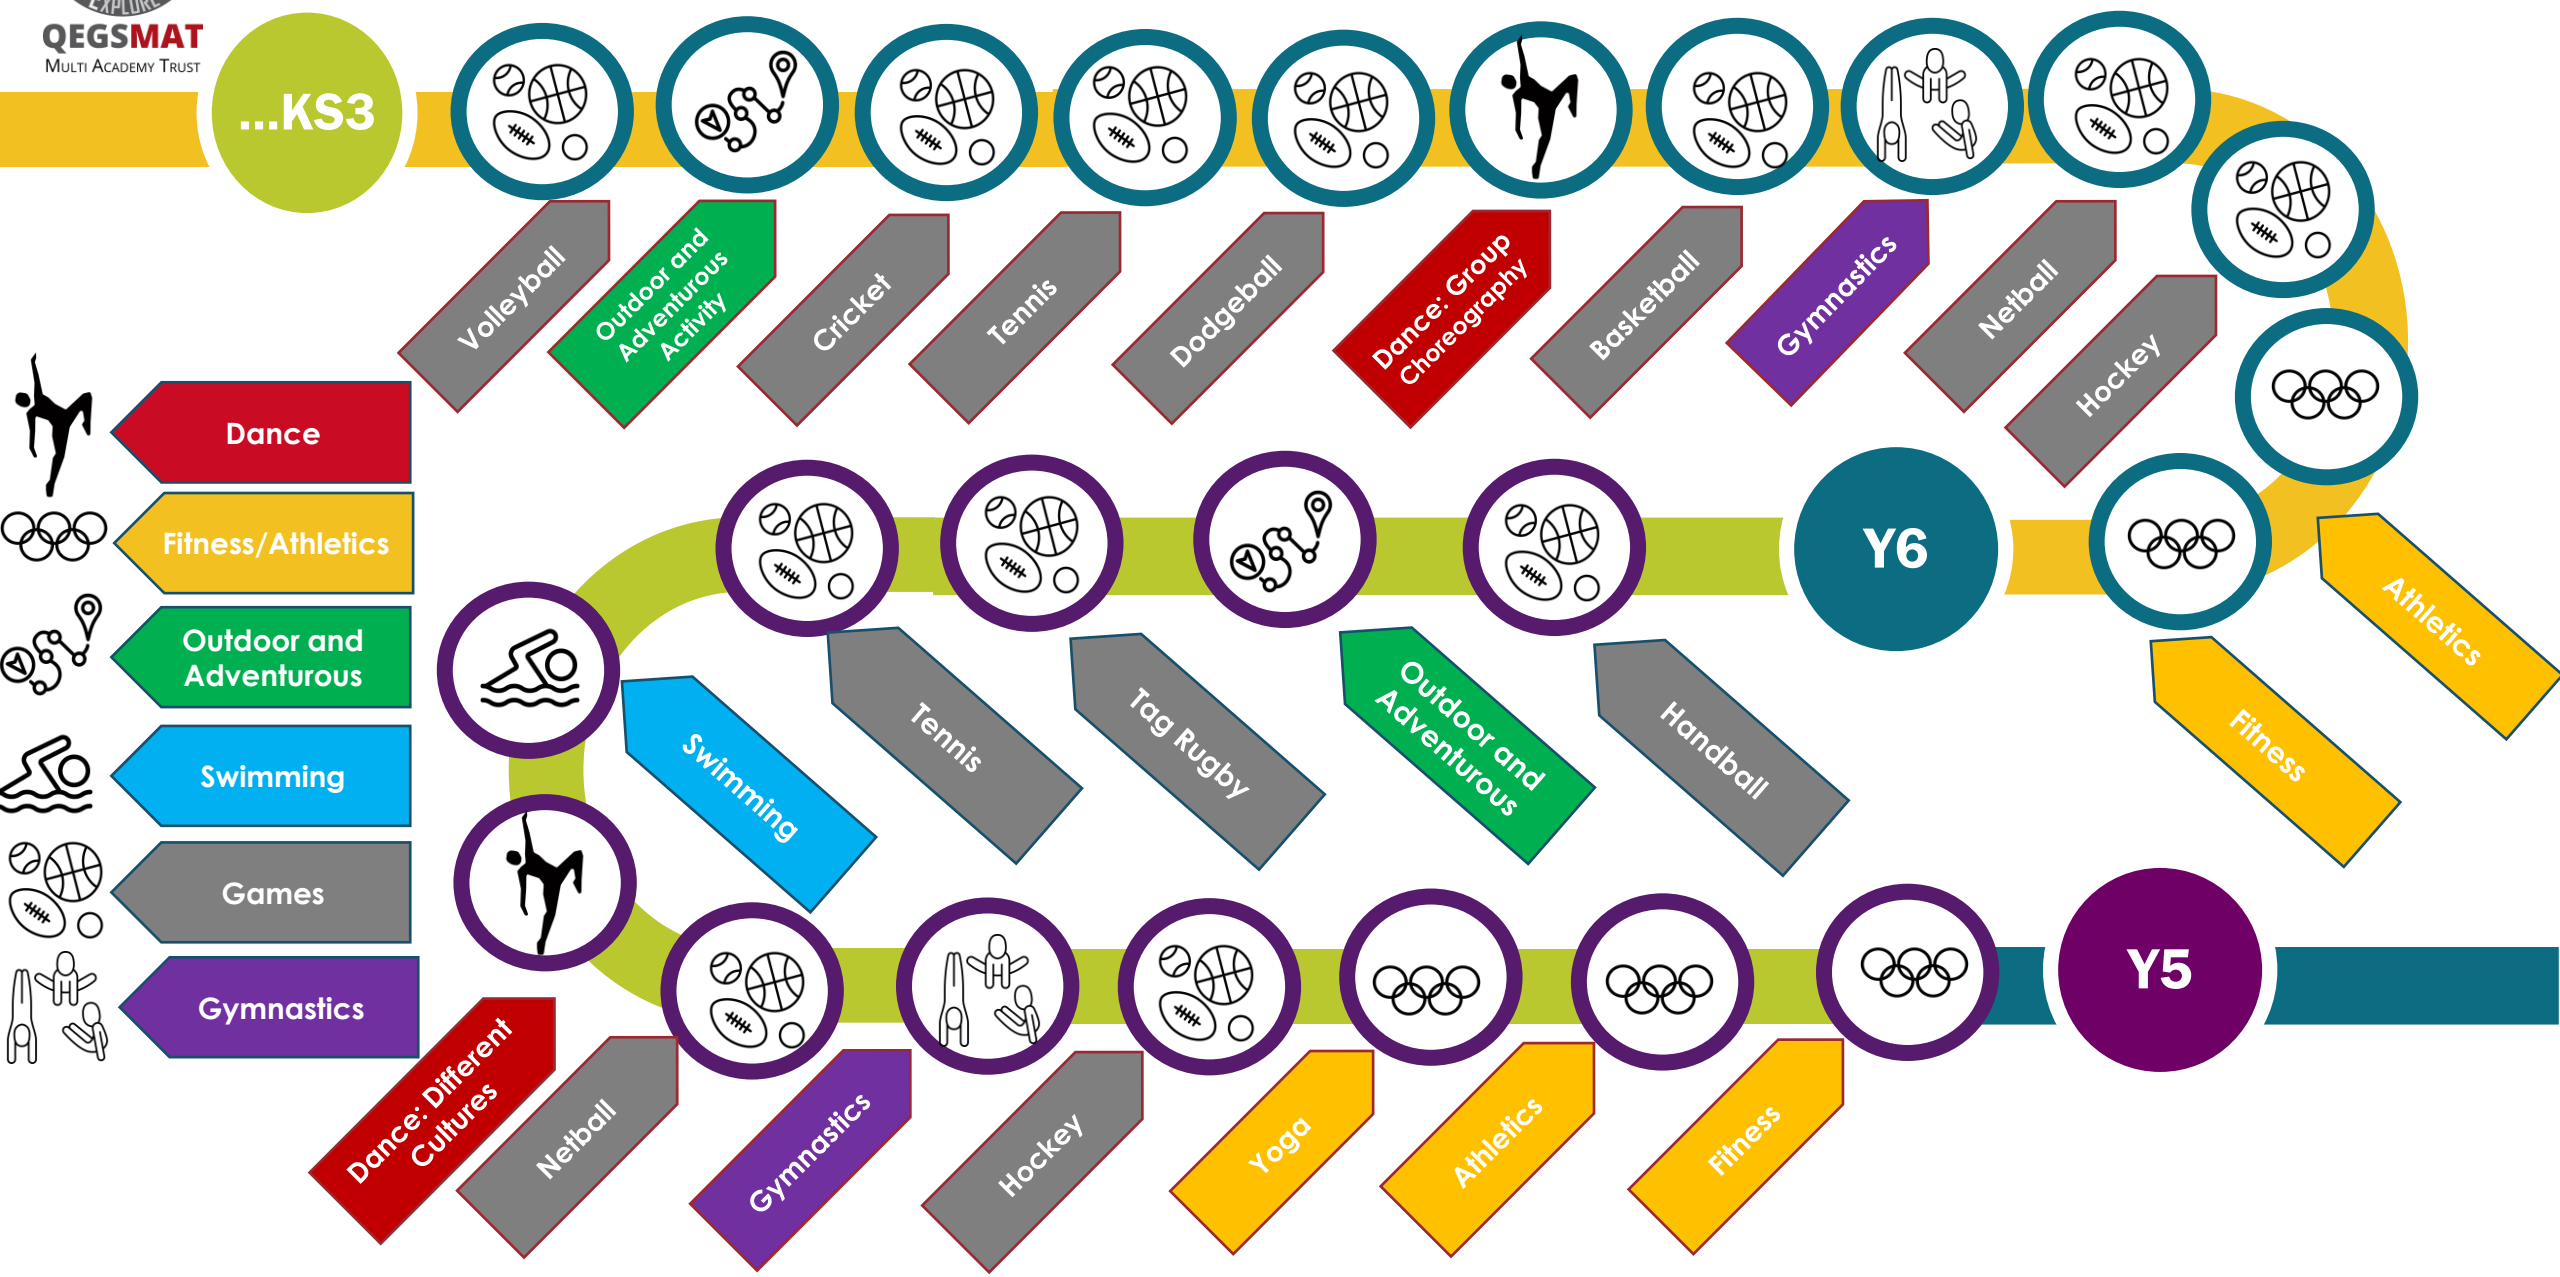 EXPLORE
QEGSMAT
MULTI ACADEMY TRUST
...KS3
Volleyball
Outdoor and
Adventurous
Activity
Cricket
Tennis
Dodgeball
Dance: Group
Choreography
Basketball
Gymnastics
Netball
Hockey
Dance
Fitness/Athletics
Outdoor and
Adventurous
Swimming
Games
Gymnastics
Y6
Athletics
Fitness
Swimming
Tennis
Tag Rugby
Outdoor and
Adventurous
Handball
Y5
Dance: Different
Cultures
Netball
Gymnastics
Hockey
Yoga
Athletics
Fitness